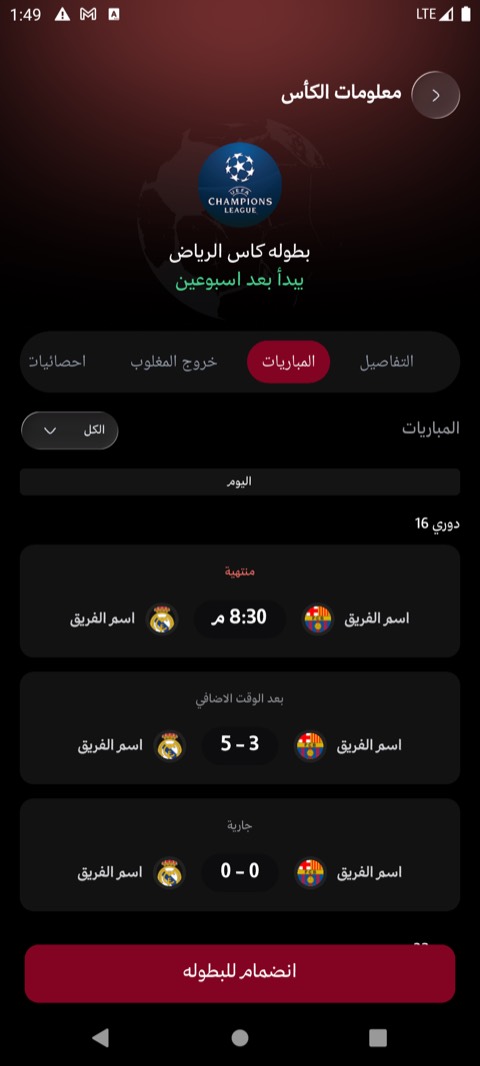 1:49
LTE
معلومات الكأس
UEFA
CHAMPIONS
LEAGUE
بطوله كاس الرياض
يبدأ بعد اسبوعين
التفاصيل
المباريات
خروج المغلوب
احصائيات
المباريات
الكل
اليوم
دوري 16
منتهية
اسم الفريق 8:30 م اسم الفريق
بعد الوقت الاضافي
اسم الفريق 3 - 5 اسم الفريق
جارية
اسم الفريق 0 - 0 اسم الفريق
انضمام للبطوله